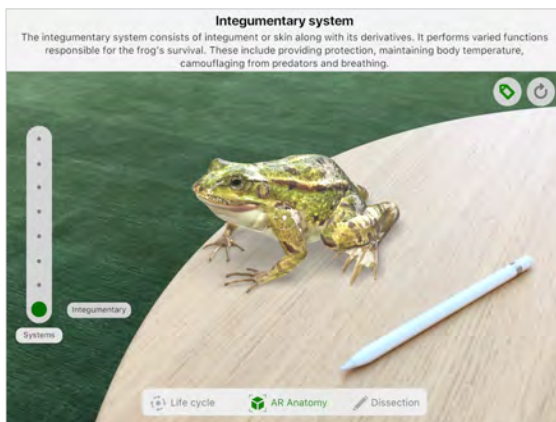 Integumentary system
The integumentary system consists of integument or skin along with its derivatives. It performs varied functions
responsible for the frog's survival. These include providing protection, maintaining body temperature,
camouflaging from predators and breathing.
Integumentary
Systems
Life cycle
AR Anatomy
Dissection